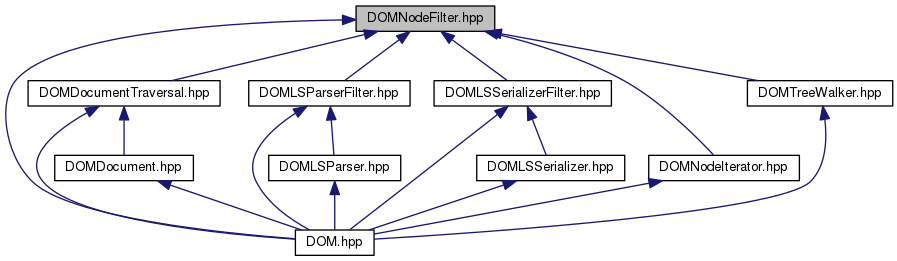 DOMNodeFilter.hpp
DOMDocumentTraversal.hpp
DOMLSParserFilter.hpp
DOMLSSerializerFilter.hpp
DOMTreeWalker.hpp
DOMDocument.hpp
DOMLSParser.hpp
DOMLSSerializer.hpp
DOMNodeIterator.hpp
DOM.hpp